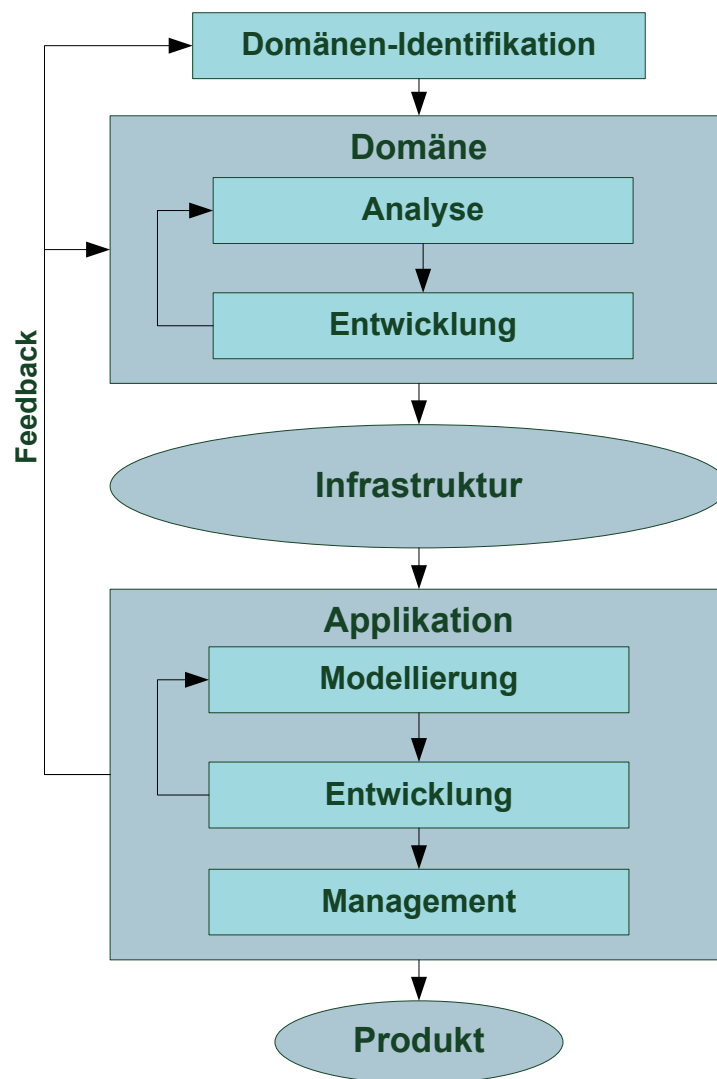 Domänen-Identifikation
Domäne
Analyse
Entwicklung
Feedback
Infrastruktur
Applikation
Modellierung
Entwicklung
Management
Produkt